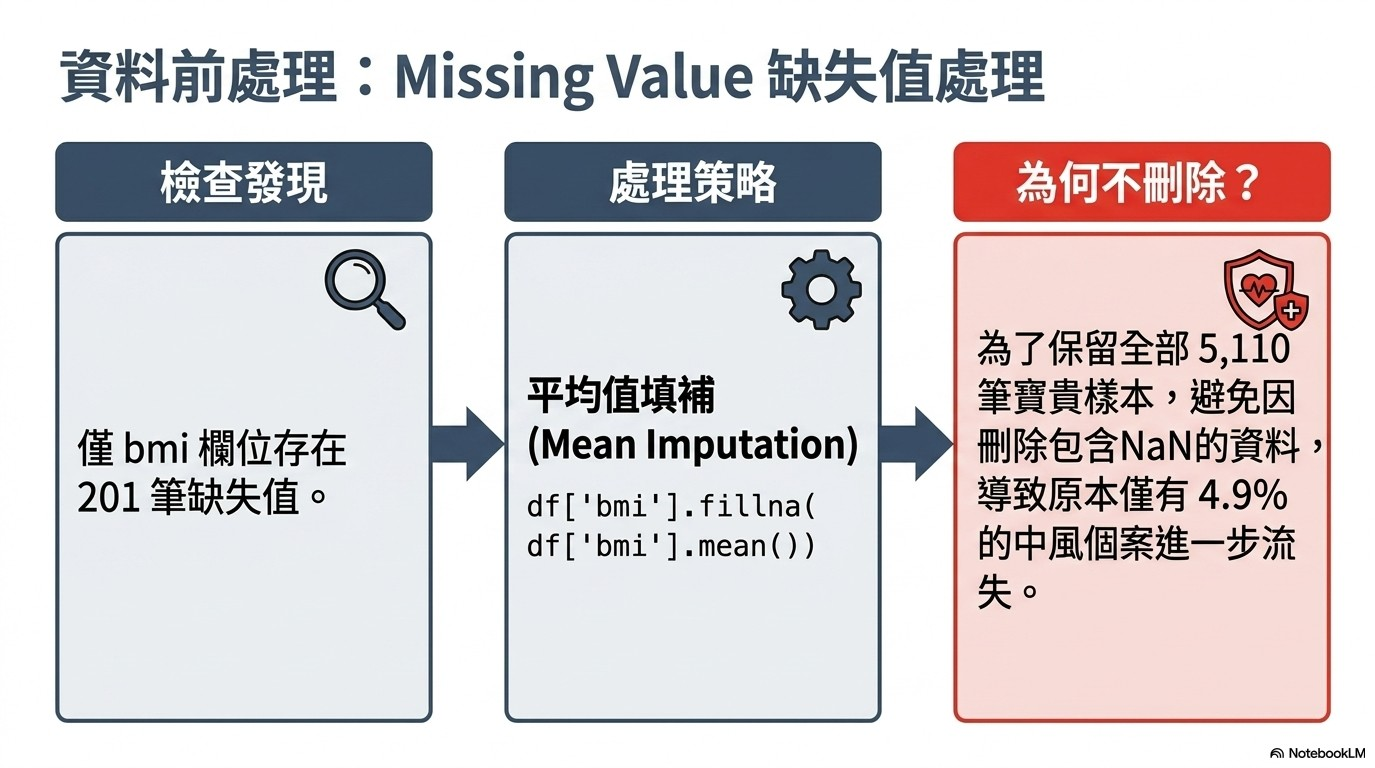 資料前處理：Missing Value 缺失值處理
檢查發現
僅 bmi 欄位存在
201 筆缺失值。
處理策略
平均值填補
(Mean Imputation)
df['bmi'].fillna(
df['bmi'].mean())
為何不刪除？
為了保留全部 5,110
筆寶貴樣本，避免因
刪除包含NaN的資料，
導致原本僅有 4.9%
的中風個案進一步流
失。
NotebookLM